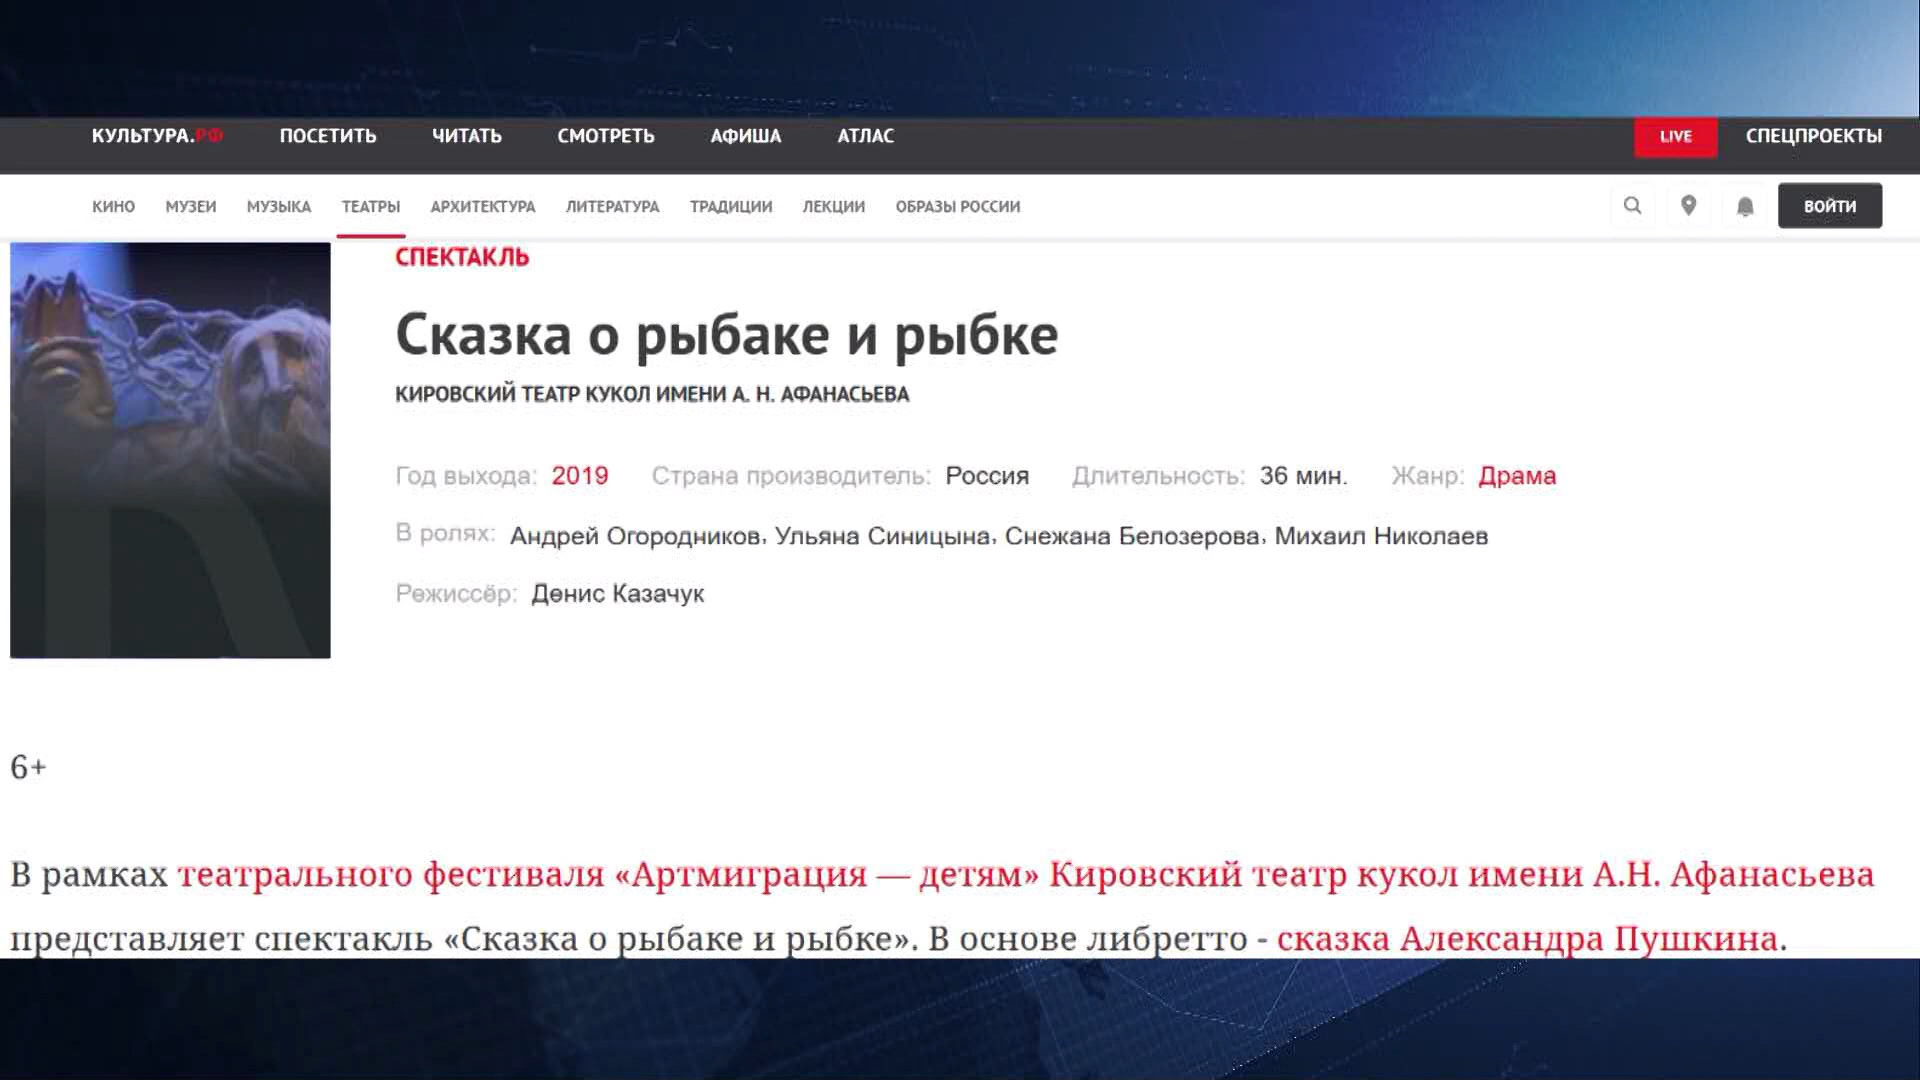 КУЛЬТУРА.РФ ПОСЕТИТЬ ЧИТАТЬ СМОТРЕТЬ АФИША АТЛАС LIVE СПЕЦПРОЕКТЫ
КИНО МУЗЕИ МУЗЫКА ТЕАТРЫ АРХИТЕКТУРА ЛИТЕРАТУРА ТРАДИЦИИ ЛЕКЦИИ ОБРАЗЫ РОССИИ ВОЙТИ
СПЕКТАКЛЬ
Сказка о рыбаке и рыбке
КИРОВСКИЙ ТЕАТР КУКОЛ ИМЕНИ А. Н. АФАНАСЬЕВА
Год выхода: 2019 Страна производитель: Россия Длительность: 36 мин. Жанр: Драма
В ролях: Андрей Огородников, Ульяна Синицына, Снежана Белозерова, Михаил Николаев
Режиссёр: Денис Казачук
6+
В рамках театрального фестиваля «Артмиграция — детям» Кировский театр кукол имени А.Н. Афанасьева
представляет спектакль «Сказка о рыбаке и рыбке». В основе либретто - сказка Александра Пушкина.